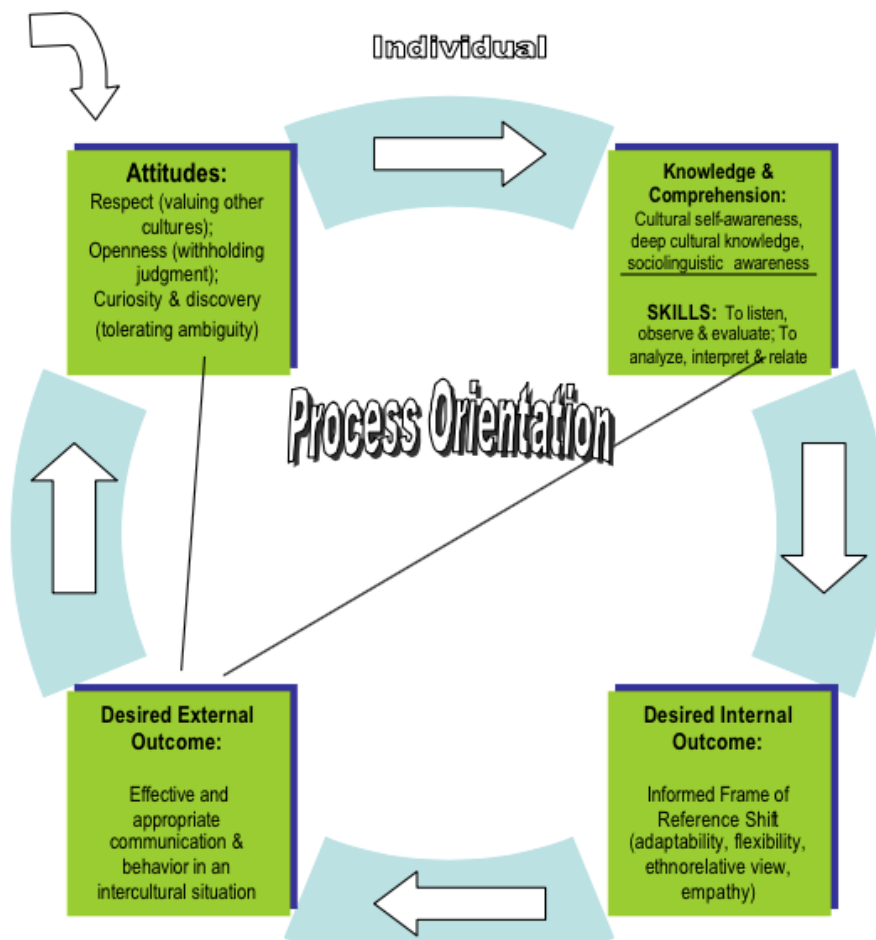 Individual
Attitudes:
Respect (valuing other
cultures);
Openness (withholding
judgment);
Curiosity & discovery
(tolerating ambiguity)
Knowledge &
Comprehension:
Cultural self-awareness,
deep cultural knowledge,
sociolinguistic awareness
SKILLS: To listen,
observe & evaluate; To
analyze, interpret & relate
Process Orientation
Desired External
Outcome:
Effective and
appropriate
communication &
behavior in an
intercultural situation
Desired Internal
Outcome:
Informed Frame of
Reference Shift
(adaptability, flexibility,
ethnorelative view,
empathy)